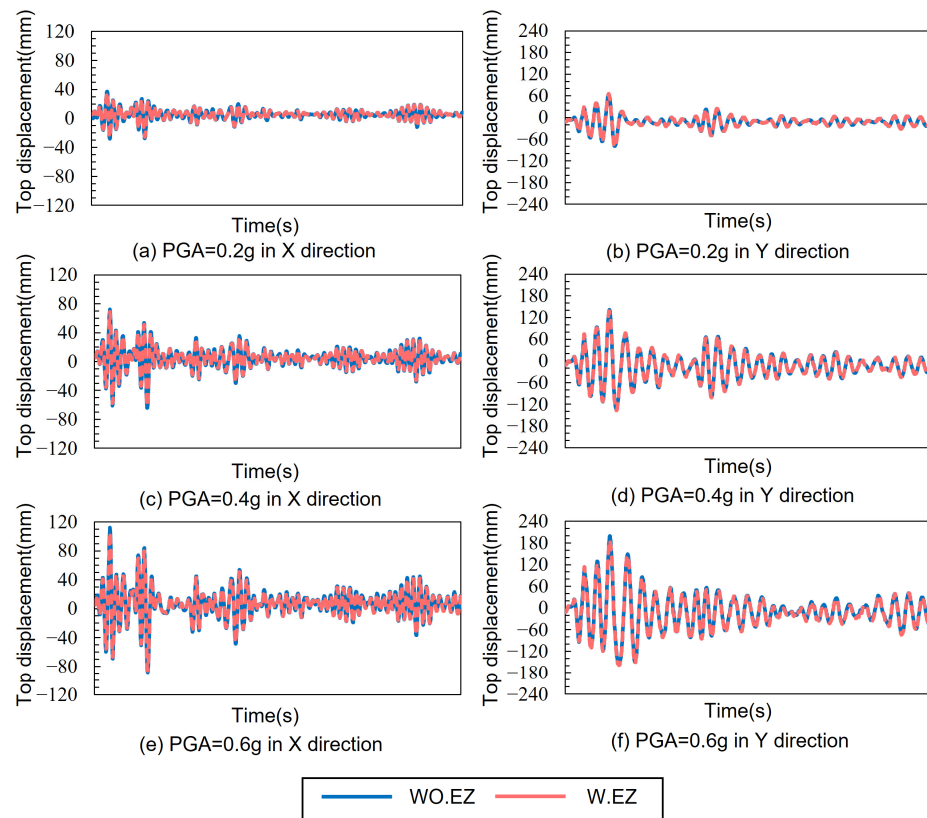 Top displacement(mm)
120
80
40
0
−40
−80
−120
Time(s)
(a) PGA=0.2g in X direction
Top displacement(mm)
240
180
120
60
0
−60
−120
−180
−240
Time(s)
(b) PGA=0.2g in Y direction
Top displacement(mm)
120
80
40
0
−40
−80
−120
Time(s)
(c) PGA=0.4g in X direction
Top displacement(mm)
240
180
120
60
0
−60
−120
−180
−240
Time(s)
(d) PGA=0.4g in Y direction
Top displacement(mm)
120
80
40
0
−40
−80
−120
Time(s)
(e) PGA=0.6g in X direction
Top displacement(mm)
240
180
120
60
0
−60
−120
−180
−240
Time(s)
(f) PGA=0.6g in Y direction
WO.EZ
W.EZ